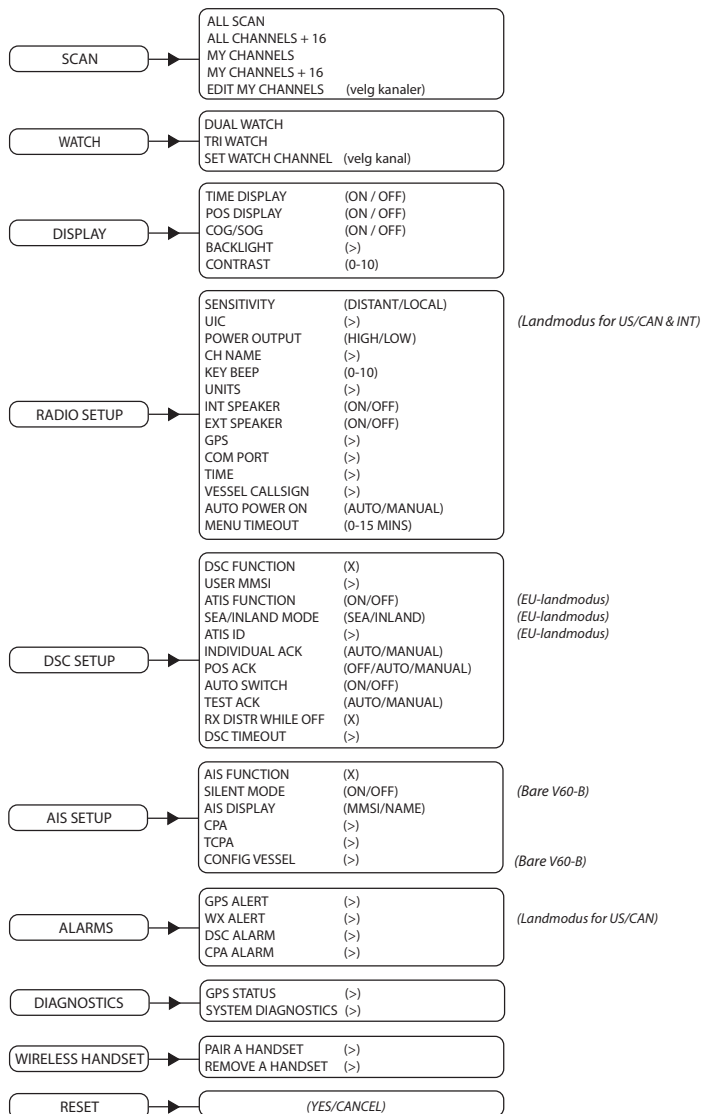 SCAN
ALL SCAN
ALL CHANNELS + 16
MY CHANNELS
MY CHANNELS + 16
EDIT MY CHANNELS (velg kanaler)
WATCH
DUAL WATCH
TRI WATCH
SET WATCH CHANNEL (velg kanal)
DISPLAY
TIME DISPLAY (ON / OFF)
POS DISPLAY (ON / OFF)
COG/SOG (ON / OFF)
BACKLIGHT (>)
CONTRAST (0-10)
RADIO SETUP
SENSITIVITY (DISTANT/LOCAL)
UIC (>) (Landmodus for US/CAN & INT)
POWER OUTPUT (HIGH/LOW)
CH NAME (>)
KEY BEEP (0-10)
UNITS (>)
INT SPEAKER (ON/OFF)
EXT SPEAKER (ON/OFF)
GPS (>)
COM PORT (>)
TIME (>)
VESSEL CALLSIGN (>)
AUTO POWER ON (AUTO/MANUAL)
MENU TIMEOUT (0-15 MINS)
DSC SETUP
DSC FUNCTION (X)
USER MMSI (>)
ATIS FUNCTION (ON/OFF) (EU-landmodus)
SEA/INLAND MODE (SEA/INLAND) (EU-landmodus)
ATIS ID (>) (EU-landmodus)
INDIVIDUAL ACK (AUTO/MANUAL)
POS ACK (OFF/AUTO/MANUAL)
AUTO SWITCH (ON/OFF)
TEST ACK (AUTO/MANUAL)
RX DISTR WHILE OFF (X)
DSC TIMEOUT (>)
AIS SETUP
AIS FUNCTION (X)
SILENT MODE (ON/OFF) (Bare V60-B)
AIS DISPLAY (MMSI/NAME)
CPA (>)
TCPA (>)
CONFIG VESSEL (>) (Bare V60-B)
ALARMS
GPS ALERT (>)
WX ALERT (>) (Landmodus for US/CAN)
DSC ALARM (>)
CPA ALARM (>)
DIAGNOSTICS
GPS STATUS (>)
SYSTEM DIAGNOSTICS (>)
WIRELESS HANDSET
PAIR A HANDSET (>)
REMOVE A HANDSET (>)
RESET
(YES/CANCEL)